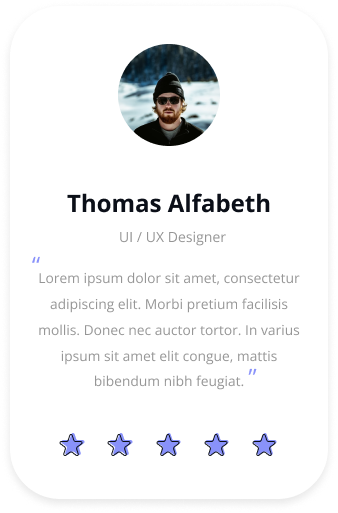 Thomas Alfabeth
UI / UX Designer
“
Lorem ipsum dolor sit amet, consectetur
adipiscing elit. Morbi pretium facilisis
mollis. Donec nec auctor tortor. In varius
ipsum sit amet elit congue, mattis
bibendum nibh feugiat. ”